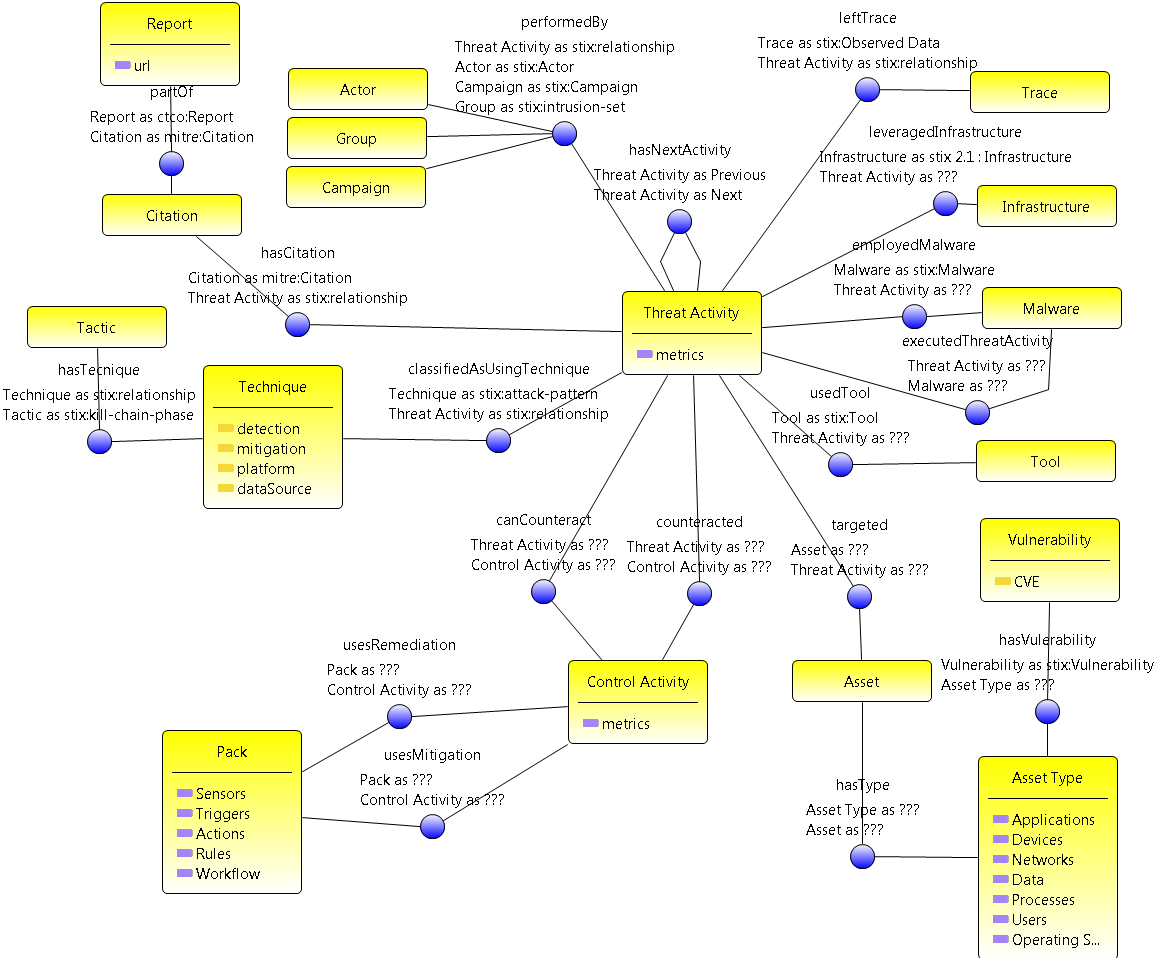 Report
url
partOf
Report as ctco:Report
Citation as mitre:Citation
Citation
performedBy
Threat Activity as stix:relationship
Actor as stix:Actor
Campaign as stix:Campaign
Group as stix:intrusion-set
Actor
Group
Campaign
leftTrace
Trace as stix:Observed Data
Threat Activity as stix:relationship
Trace
leveragedInfrastructure
Infrastructure as stix 2.1 : Infrastructure
Threat Activity as ???
Infrastructure
hasNextActivity
Threat Activity as Previous
Threat Activity as Next
hasCitation
Citation as mitre:Citation
Threat Activity as stix:relationship
employedMalware
Malware as stix:Malware
Threat Activity as ???
Malware
Threat Activity
metrics
executedThreatActivity
Threat Activity as ???
Malware as ???
Tactic
hasTecnique
Technique as stix:relationship
Tactic as stix:kill-chain-phase
Technique
detection
mitigation
platform
dataSource
classifiedAsUsingTechnique
Technique as stix:attack-pattern
Threat Activity as stix:relationship
usedTool
Tool as stix:Tool
Threat Activity as ???
Tool
canCounteract
Threat Activity as ???
Control Activity as ???
counteracted
Threat Activity as ???
Control Activity as ???
targeted
Asset as ???
Threat Activity as ???
Vulnerability
CVE
hasVulerability
Vulnerability as stix:Vulnerability
Asset Type as ???
usesRemediation
Pack as ???
Control Activity as ???
Control Activity
metrics
Asset
Pack
Sensors
Triggers
Actions
Rules
Workflow
usesMitigation
Pack as ???
Control Activity as ???
hasType
Asset Type as ???
Asset as ???
Asset Type
Applications
Devices
Networks
Data
Processes
Users
Operating S...